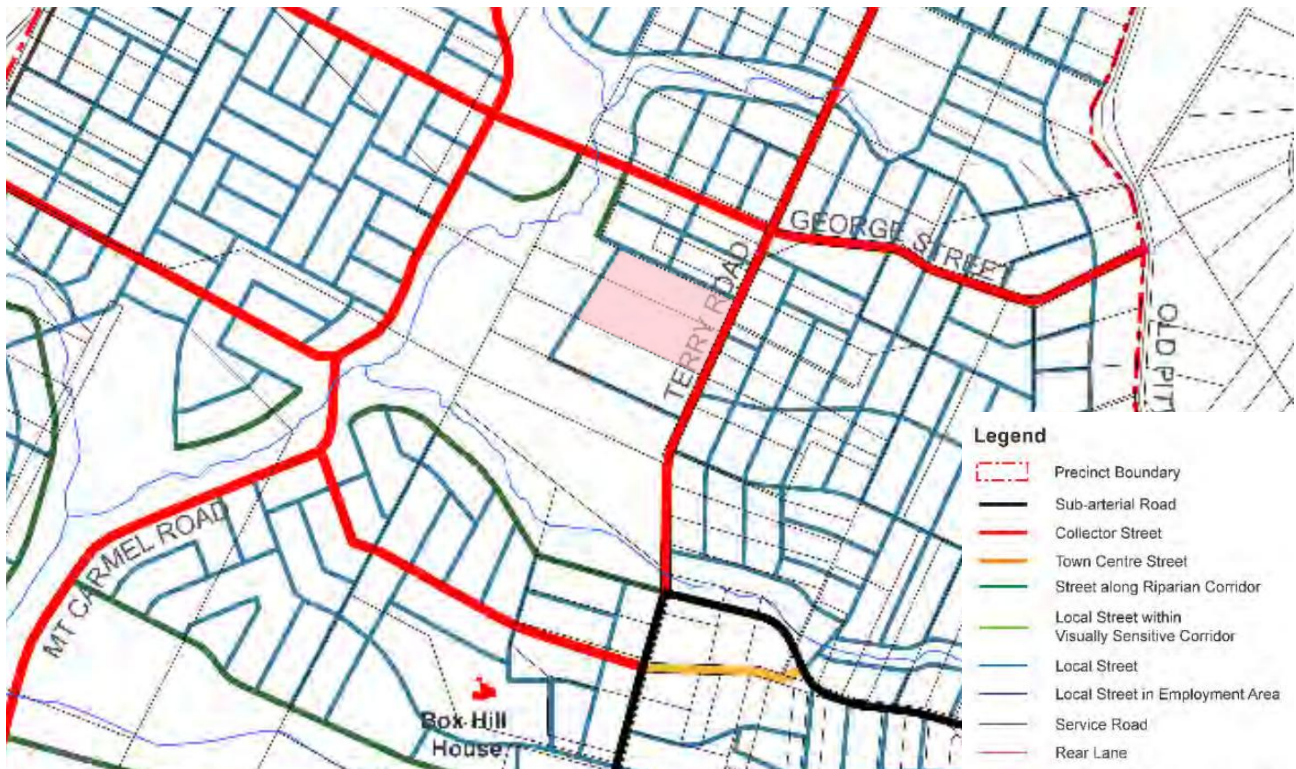 GEORGE STREET
TERRY ROAD
OLD PITT
MT CARMEL ROAD
Box Hill
House
Legend
Precinct Boundary
Sub-arterial Road
Collector Street
Town Centre Street
Street along Riparian Corridor
Local Street within
Visually Sensitive Corridor
Local Street
Local Street in Employment Area
Service Road
Rear Lane